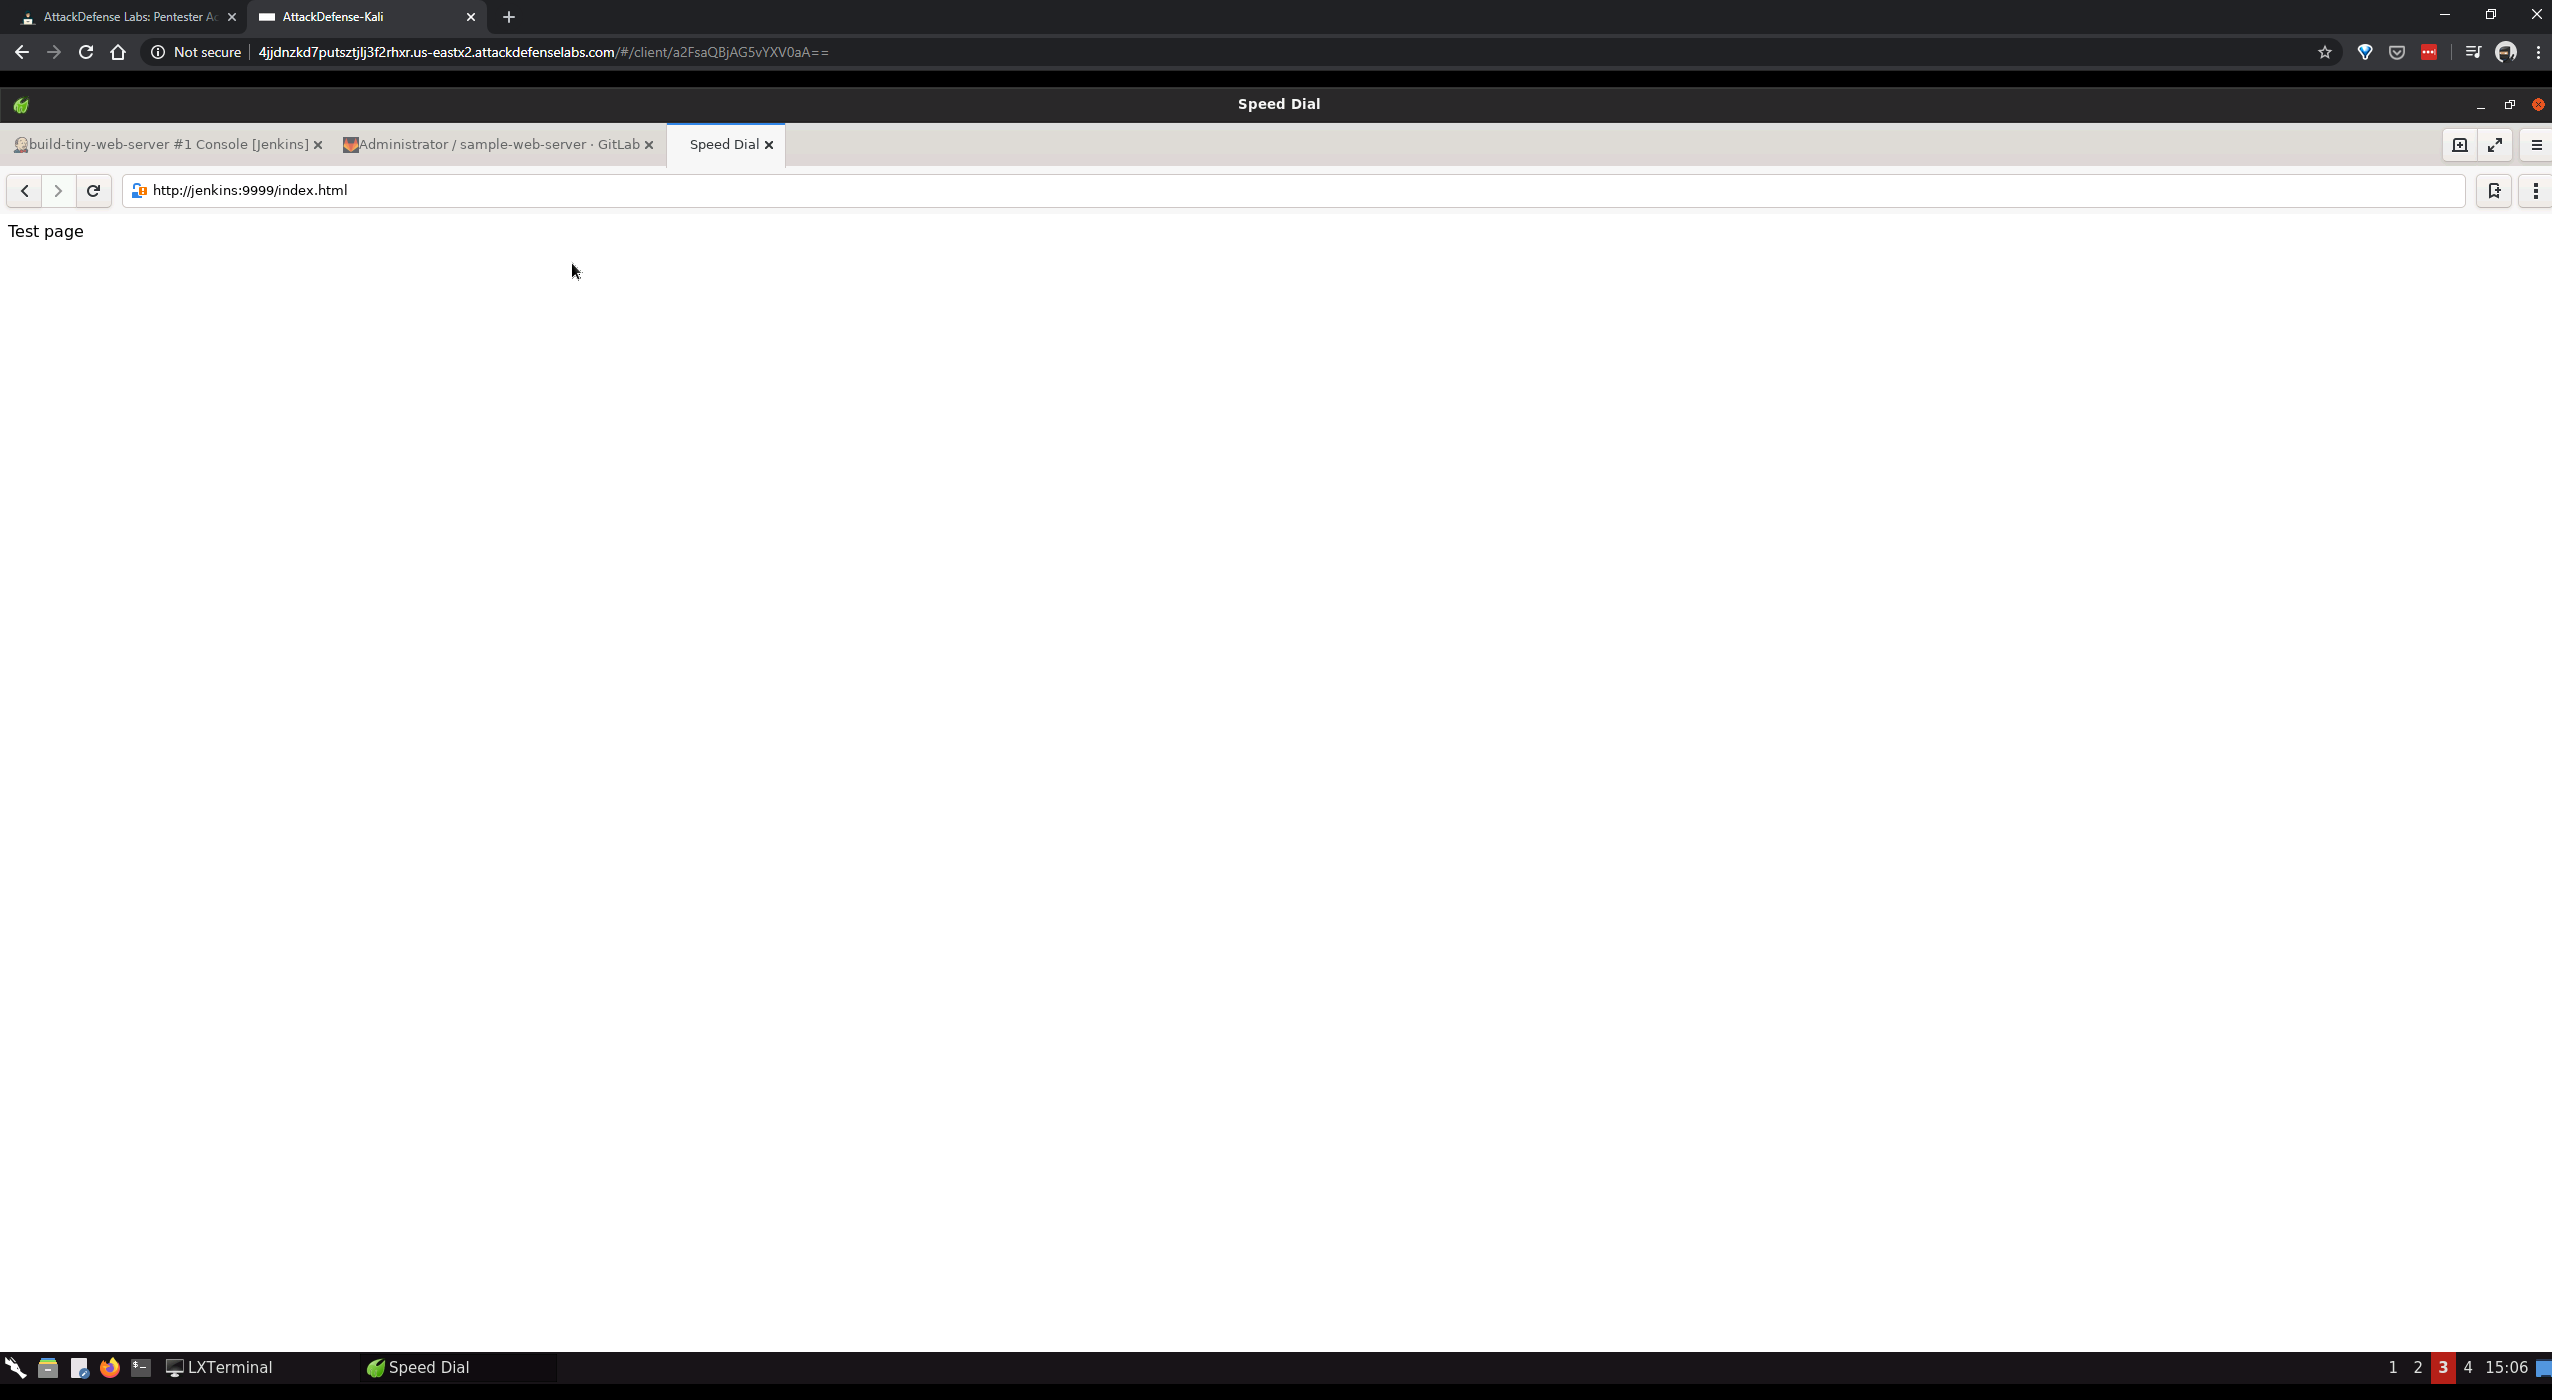 AttackDefense Labs: Pentester Ac
AttackDefense-Kali
Not secure
4jjdnzkd7putsztjlj3f2rhxr.us-eastx2.attackdefenselabs.com/#/client/a2FsaQBjAG5vYXV0aA==
Speed Dial
build-tiny-web-server #1 Console [Jenkins]
Administrator / sample-web-server · GitLab
Speed Dial
http://jenkins:9999/index.html
Test page
LXTerminal
Speed Dial
1 2 3 4 15:06